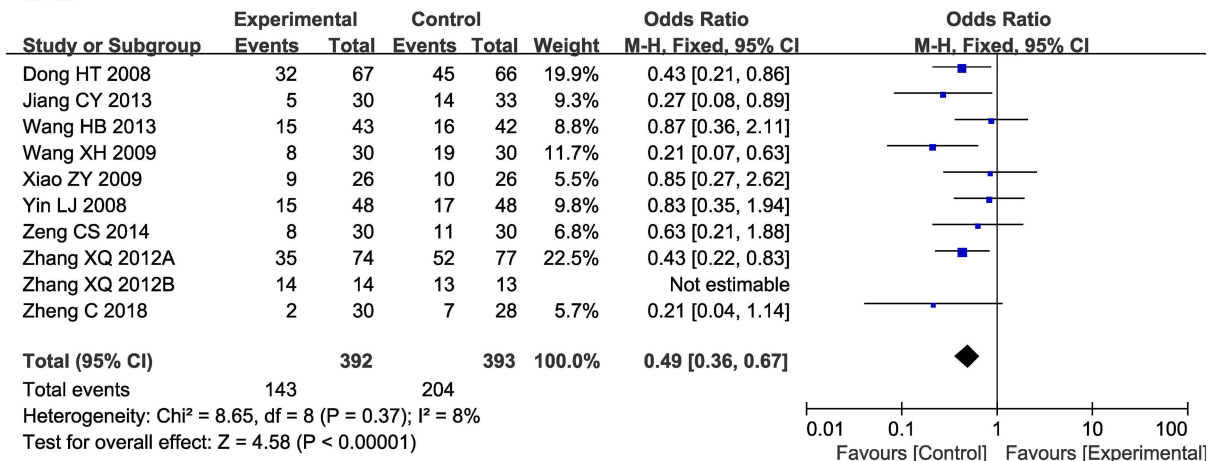 Experimental Control Odds Ratio Odds Ratio
Study or Subgroup Events Total Events Total Weight M-H, Fixed, 95% CI M-H, Fixed, 95% CI
Dong HT 2008 32 67 45 66 19.9% 0.43 [0.21, 0.86]
Jiang CY 2013 5 30 14 33 9.3% 0.27 [0.08, 0.89]
Wang HB 2013 15 43 16 42 8.8% 0.87 [0.36, 2.11]
Wang XH 2009 8 30 19 30 11.7% 0.21 [0.07, 0.63]
Xiao ZY 2009 9 26 10 26 5.5% 0.85 [0.27, 2.62]
Yin LJ 2008 15 48 17 48 9.8% 0.83 [0.35, 1.94]
Zeng CS 2014 8 30 11 30 6.8% 0.63 [0.21, 1.88]
Zhang XQ 2012A 35 74 52 77 22.5% 0.43 [0.22, 0.83]
Zhang XQ 2012B 14 14 13 13 Not estimable
Zheng C 2018 2 30 7 28 5.7% 0.21 [0.04, 1.14]
Total (95% CI) 392 393 100.0% 0.49 [0.36, 0.67]
Total events 143 204
Heterogeneity: Chi² = 8.65, df = 8 (P = 0.37); I² = 8%
Test for overall effect: Z = 4.58 (P < 0.00001)
0.01 0.1 1 10 100
Favours [Control] Favours [Experimental]